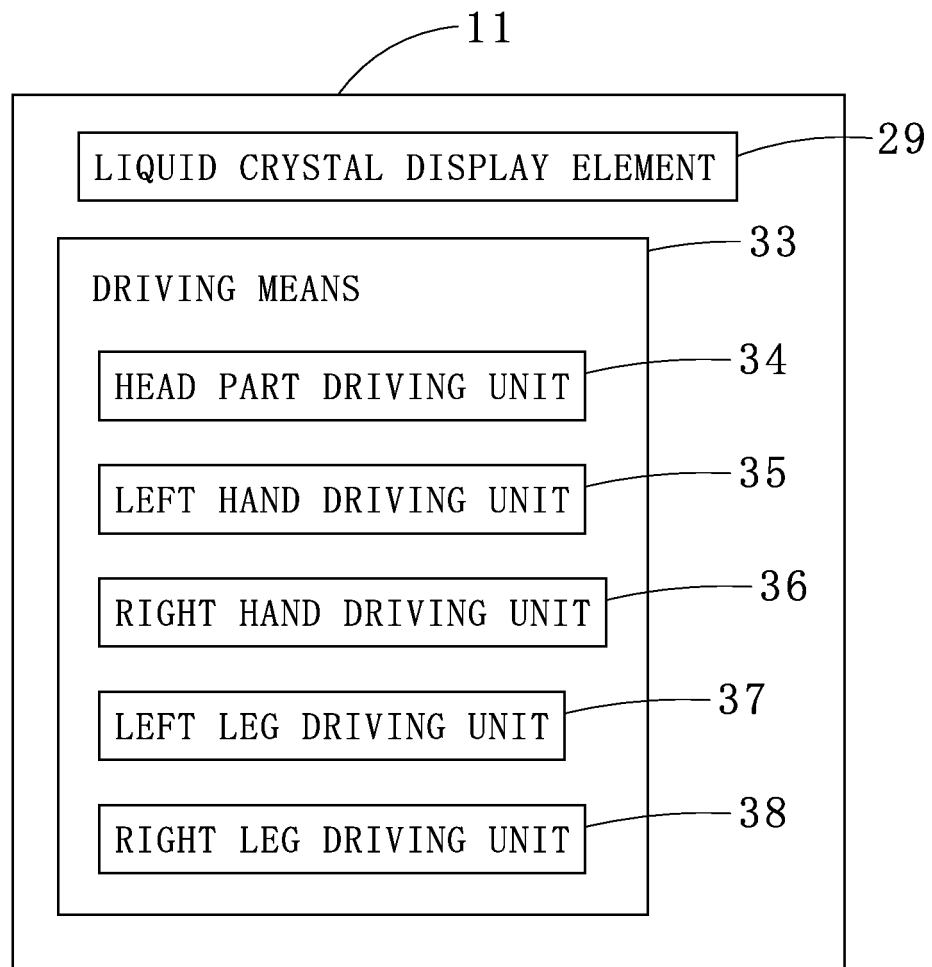 11
LIQUID CRYSTAL DISPLAY ELEMENT
29
33
DRIVING MEANS
HEAD PART DRIVING UNIT
34
LEFT HAND DRIVING UNIT
35
RIGHT HAND DRIVING UNIT
36
LEFT LEG DRIVING UNIT
37
RIGHT LEG DRIVING UNIT
38